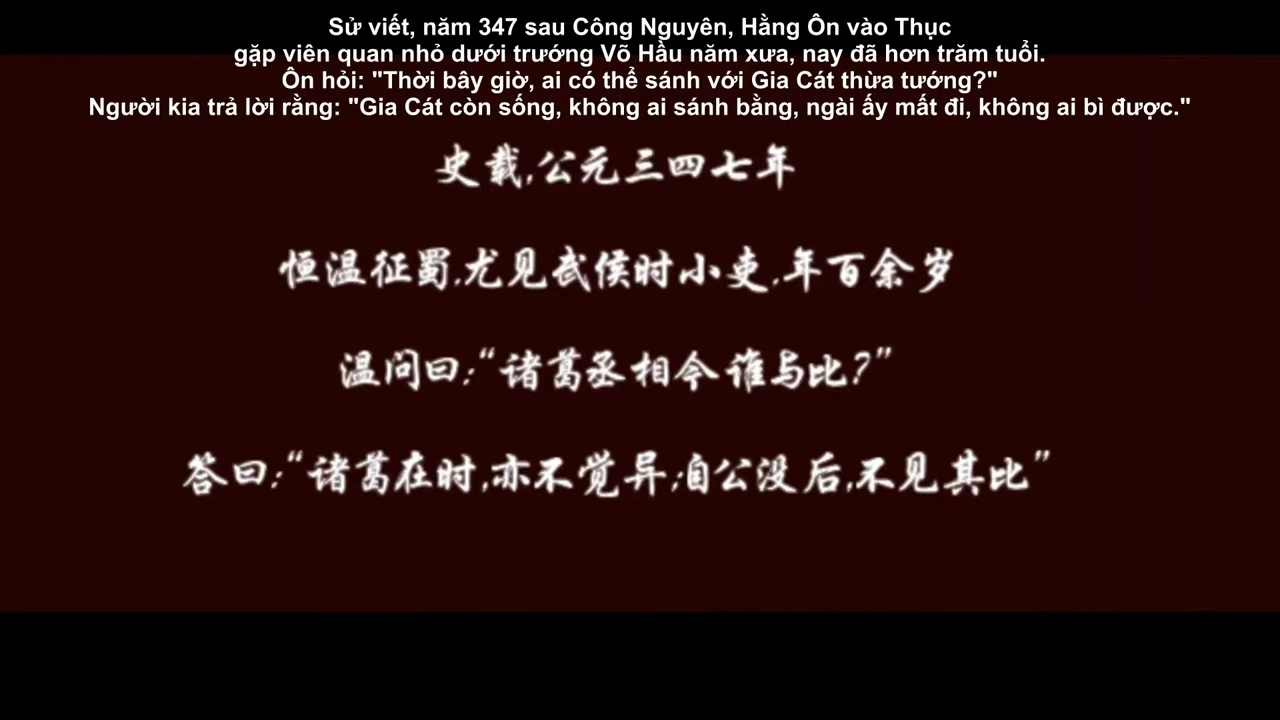 Sử viết, năm 347 sau Công Nguyên, Hằng Ôn vào Thục
gặp viên quan nhỏ dưới trướng Võ Hầu năm xưa, nay đã hơn trăm tuổi.
Ôn hỏi: "Thời bây giờ, ai có thể sánh với Gia Cát thừa tướng?"
Người kia trả lời rằng: "Gia Cát còn sống, không ai sánh bằng, ngài ấy mất đi, không ai bì được."
史载,公元三四七年
恒温征蜀,尤见武侯时小吏,年百余岁
温问曰:“诸葛丞相今谁与比?”
答曰:“诸葛在时,亦不觉异;自公没后,不见其比”